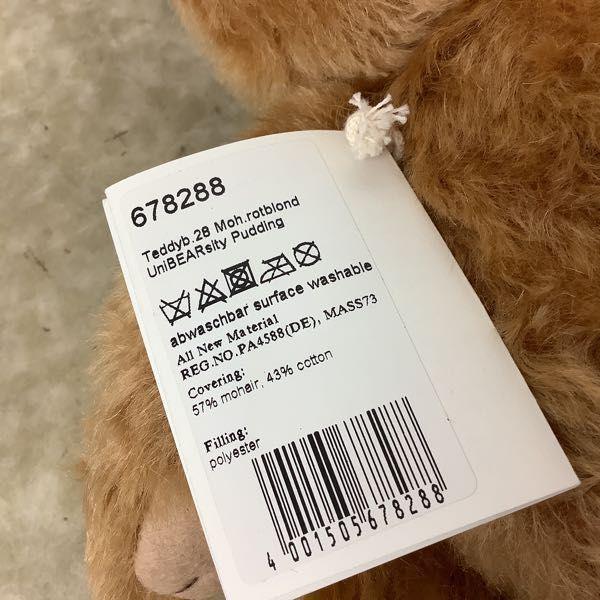 678288
Teddyb.28 Moh.rotblond
UniBEARsity Pudding
abwaschbar surface washable
All New Material
REG.NO.PA4588(DE), MASS73
Covering:
57% mohair, 43% cotton
Filling:
polyester
4 001505 678288